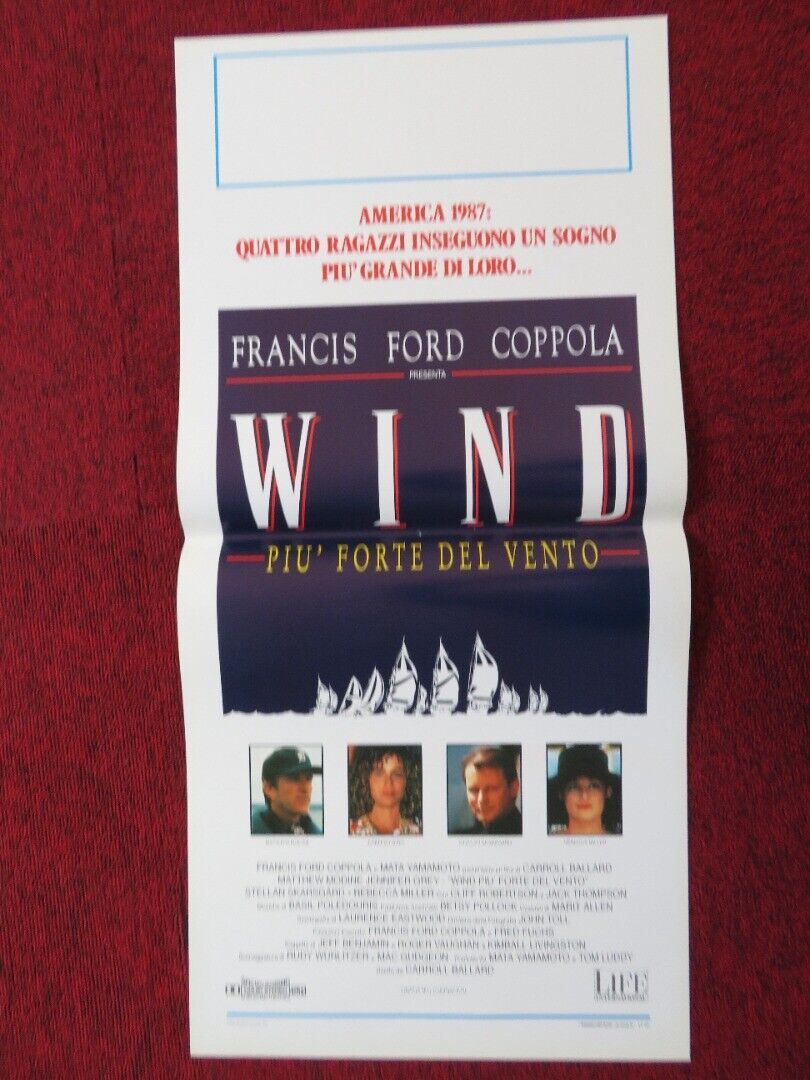 AMERICA 1987:
QUATTRO RAGAZZI INSEGUONO UN SOGNO
PIU' GRANDE DI LORO...
FRANCIS FORD COPPOLA
PRESENTA
WIND
PIU' FORTE DEL VENTO
FRANCIS FORD COPPOLA e MATA YAMAMOTO CARROLL BALLARD
MATTHEW MODINE JENNIFER GREY - "WIND PIU' FORTE DEL VENTO"
STELLAN SKARSGARD - REBECCA MILLER CLIFF ROBERTSON e JACK THOMPSON
BASIL POLEDOURIS BETSY POLLOCK MARIT ALLEN
LAURENCE EASTWOOD JOHN TOLL
FRANCIS FORD COPPOLA e FRED FUCHS
JEFF BENJAMIN e ROGER VAUGHAN e KIMBALL LIVINGSTON
RUDY WURLITZER e MAC GUDGEON MATA YAMAMOTO e TOM LUDDY
CARROLL BALLARD
LIFE